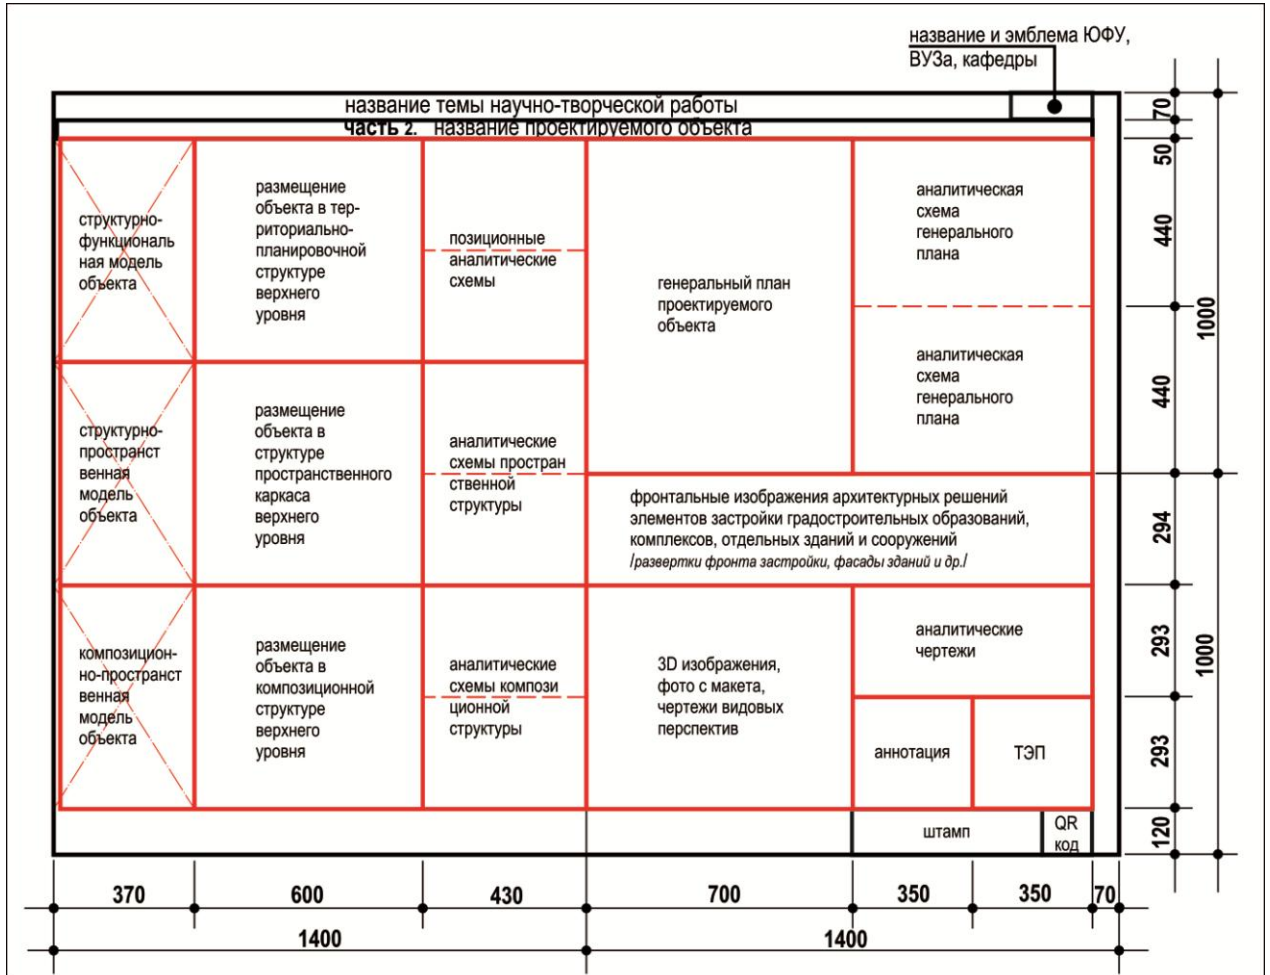 название и эмблема ЮФУ,
ВУЗа, кафедры
название темы научно-творческой работы
часть 2. название проектируемого объекта
структурно-
функциональ
ная модель
объекта
размещение
объекта в тер-
риториально-
планировочной
структуре
верхнего
уровня
позиционные
аналитические
схемы
генеральный план
проектируемого
объекта
аналитическая
схема
генерального
плана
аналитическая
схема
генерального
плана
структурно-
пространст
венная
модель
объекта
размещение
объекта в
структуре
пространственного
каркаса
верхнего
уровня
аналитические
схемы простран
ственной
структуры
фронтальные изображения архитектурных решений
элементов застройки градостроительных образований,
комплексов, отдельных зданий и сооружений
/развертки фронта застройки, фасады зданий и др./
композицион-
но-пространст
венная
модель
объекта
размещение
объекта в
композиционной
структуре
верхнего
уровня
аналитические
схемы компози
ционной
структуры
3D изображения,
фото с макета,
чертежи видовых
перспектив
аналитические
чертежи
аннотация
ТЭП
штамп
QR
код
70
50
440
440
294
293
293
120
1000
1000
370
600
430
700
350
350
70
1400
1400